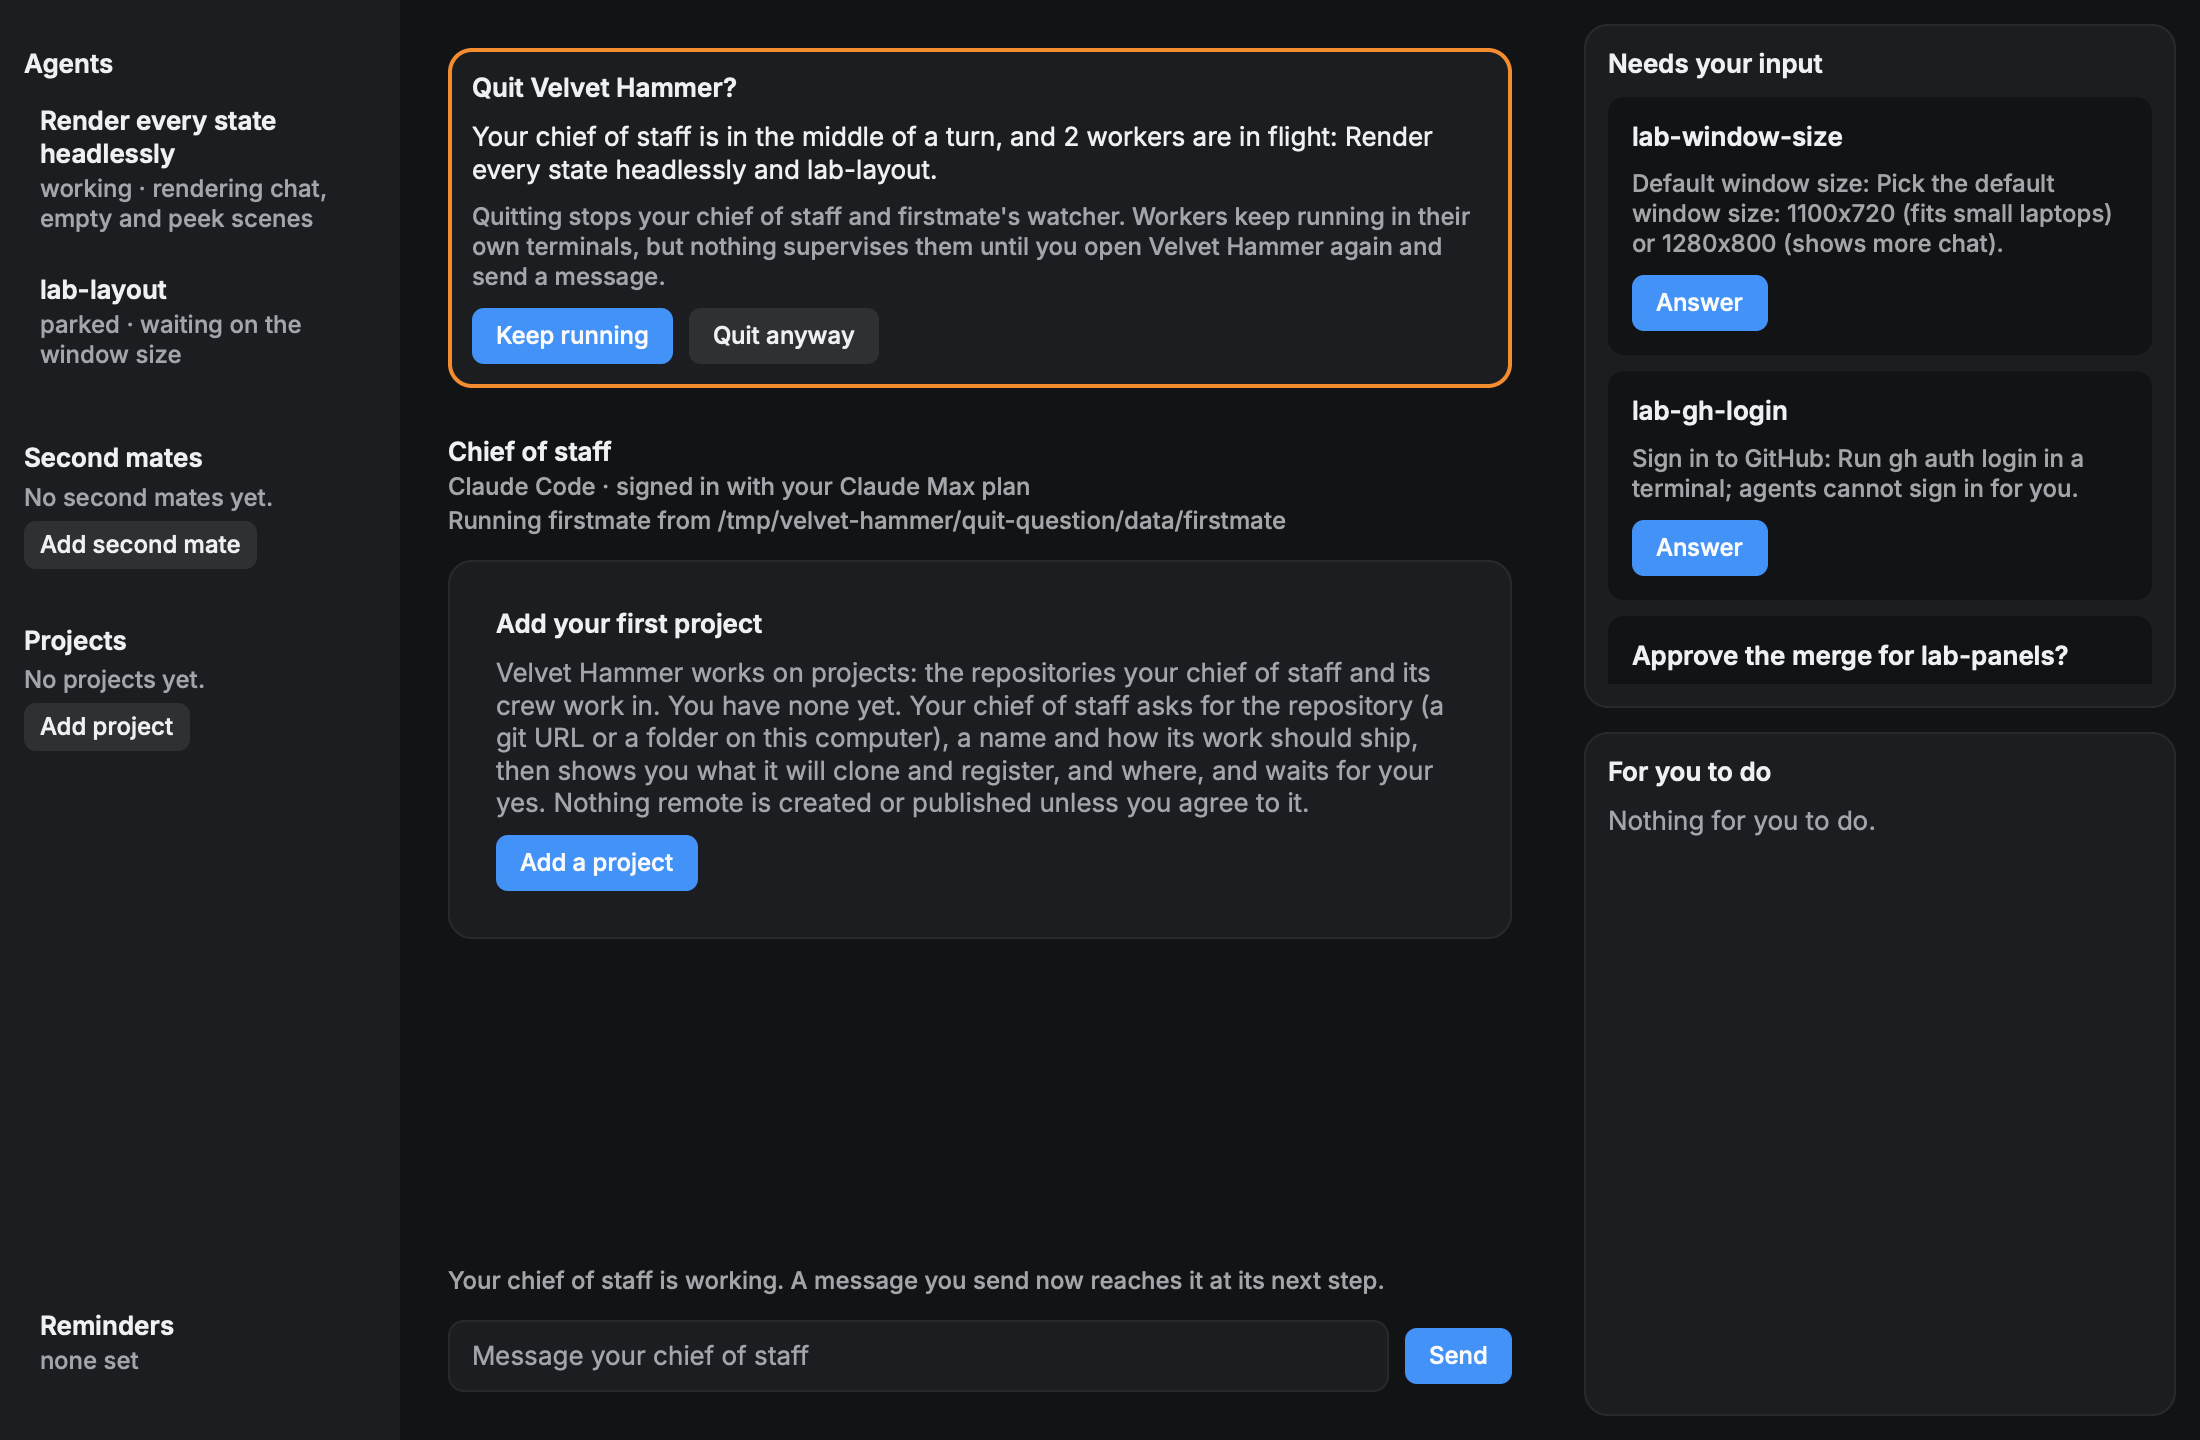 Agents
Render every state
headlessly
working · rendering chat,
empty and peek scenes
lab-layout
parked · waiting on the
window size
Second mates
No second mates yet.
Add second mate
Projects
No projects yet.
Add project
Reminders
none set
Quit Velvet Hammer?
Your chief of staff is in the middle of a turn, and 2 workers are in flight: Render
every state headlessly and lab-layout.
Quitting stops your chief of staff and firstmate's watcher. Workers keep running in their
own terminals, but nothing supervises them until you open Velvet Hammer again and
send a message.
Keep running
Quit anyway
Chief of staff
Claude Code · signed in with your Claude Max plan
Running firstmate from /tmp/velvet-hammer/quit-question/data/firstmate
Add your first project
Velvet Hammer works on projects: the repositories your chief of staff and its
crew work in. You have none yet. Your chief of staff asks for the repository (a
git URL or a folder on this computer), a name and how its work should ship,
then shows you what it will clone and register, and where, and waits for your
yes. Nothing remote is created or published unless you agree to it.
Add a project
Your chief of staff is working. A message you send now reaches it at its next step.
Message your chief of staff
Send
Needs your input
lab-window-size
Default window size: Pick the default
window size: 1100x720 (fits small laptops)
or 1280x800 (shows more chat).
Answer
lab-gh-login
Sign in to GitHub: Run gh auth login in a
terminal; agents cannot sign in for you.
Answer
Approve the merge for lab-panels?
For you to do
Nothing for you to do.